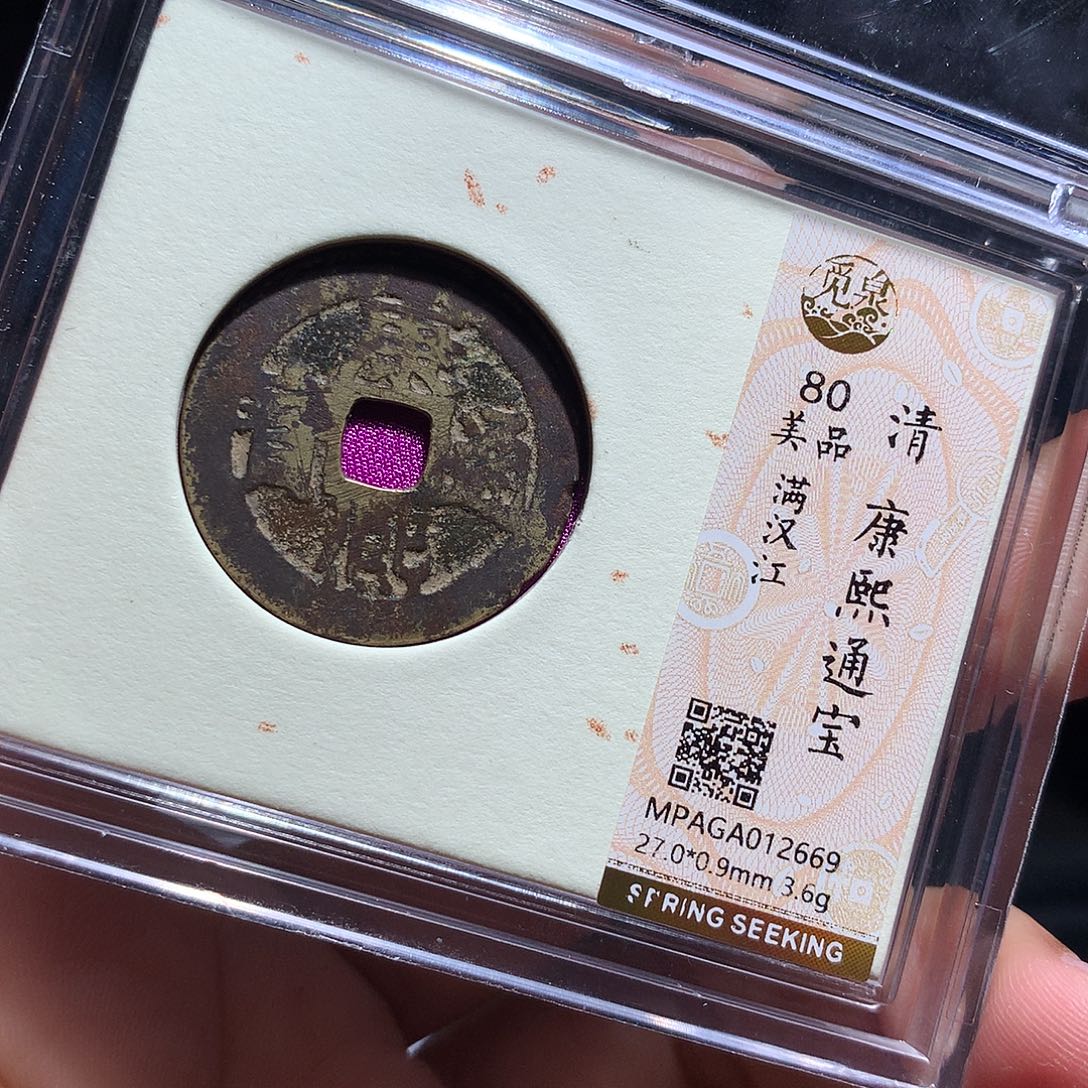 觅泉
80
美品
满汉江
清
康熙通宝
MPAGA012669
27.0*0.9mm 3.6g
SPRING SEEKING